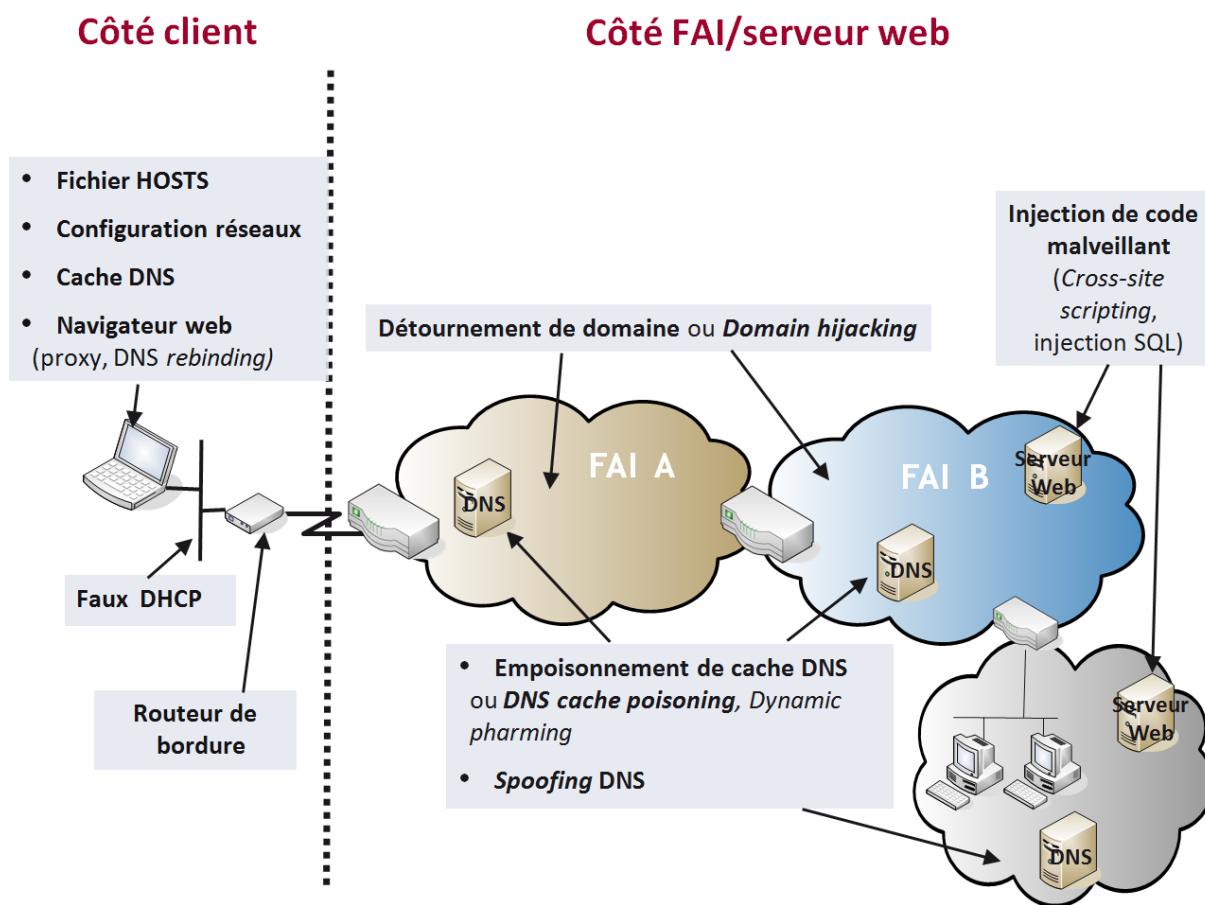 Côté client
Côté FAI/serveur web
• Fichier HOSTS
• Configuration réseaux
• Cache DNS
• Navigateur web
(proxy, DNS rebinding)
Injection de code
malveillant
(Cross-site
scripting,
injection SQL)
Détournement de domaine ou Domain hijacking
FAI A
DNS
FAI B
Serveur
Web
DNS
Faux DHCP
Routeur de
bordure
• Empoisonnement de cache DNS
ou DNS cache poisoning, Dynamic
pharming
• Spoofing DNS
Serveur
Web
DNS